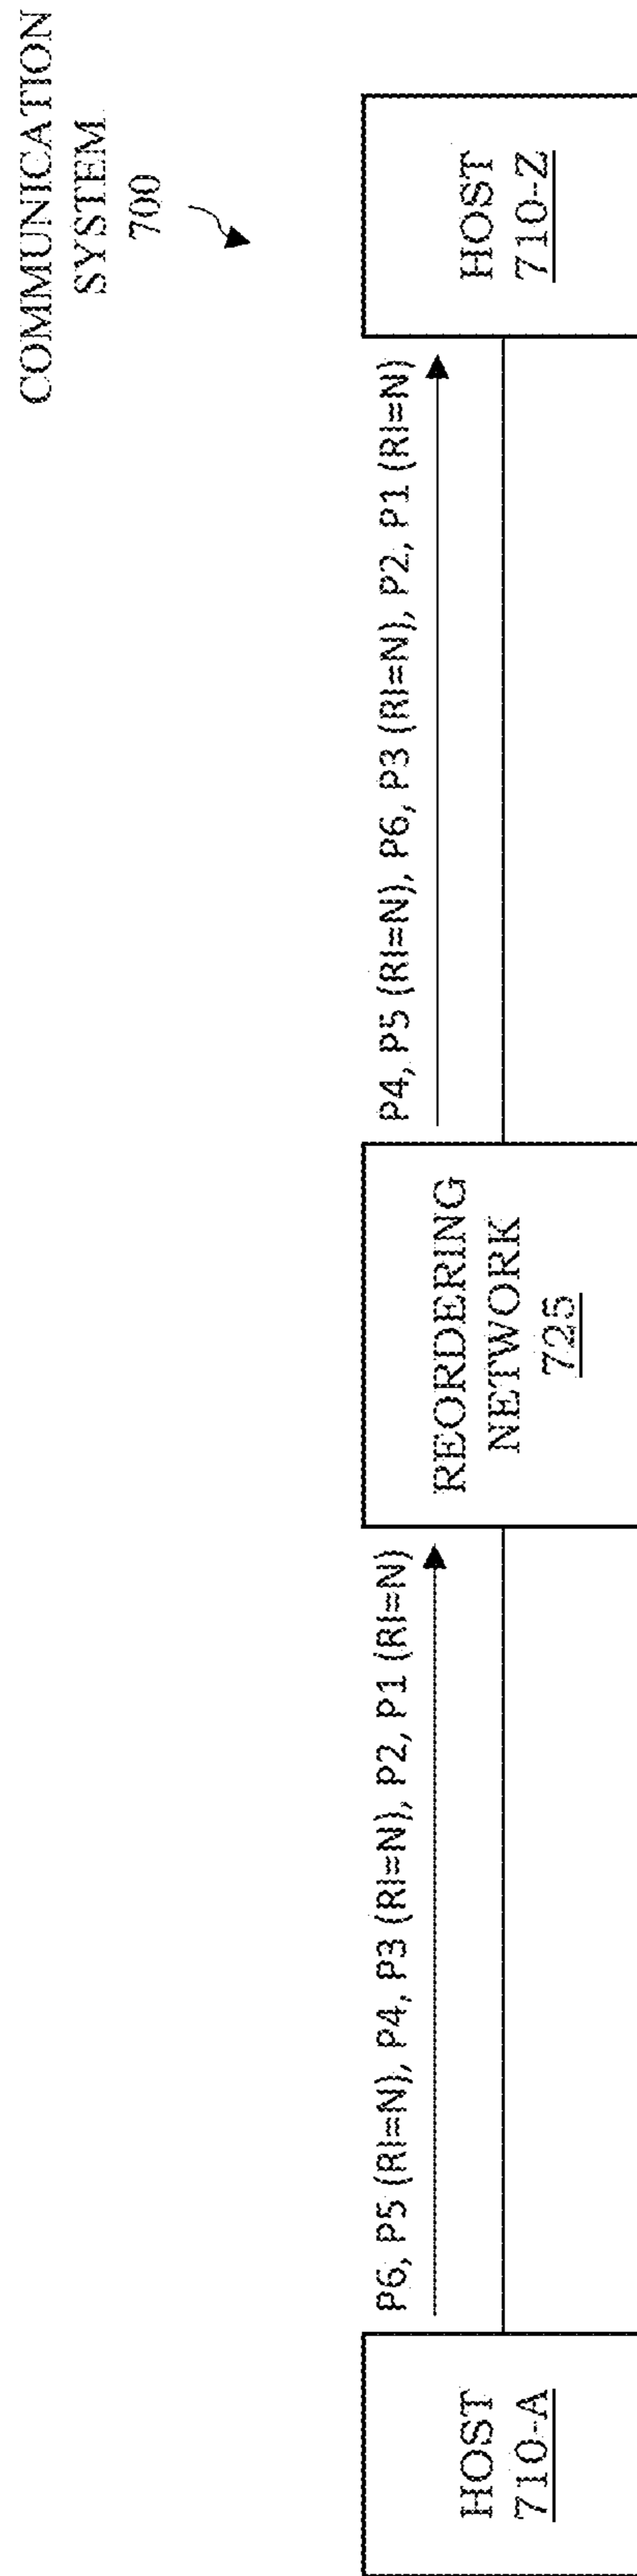 COMMUNICATION
SYSTEM
700
HOST
710-A
P6, P5 (RI=N), P4, P3 (RI=N), P2, P1 (RI=N)
REORDERING
NETWORK
725
P4, P5 (RI=N), P6, P3 (RI=N), P2, P1 (RI=N)
HOST
710-Z